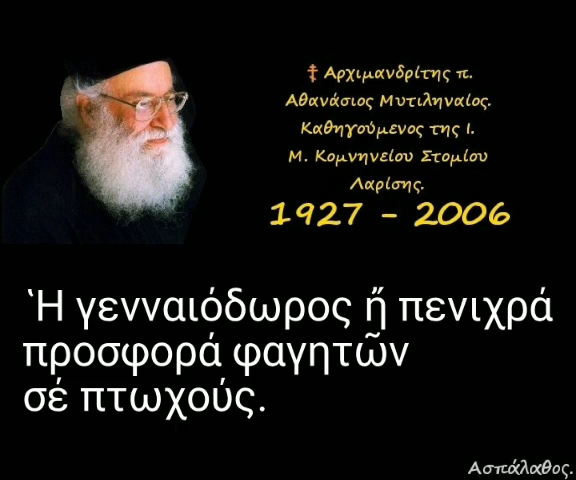 ☦ Αρχιμανδρίτης π.
Αθανάσιος Μυτιληναίος.
Καθηγούμενος της Ι.
Μ. Κομνηνείου Στομίου
Λαρίσης.
1927 - 2006
Ἡ γενναιόδωρος ἤ πενιχρά
προσφορά φαγητῶν
σέ πτωχούς.
Ασπάλαθος.